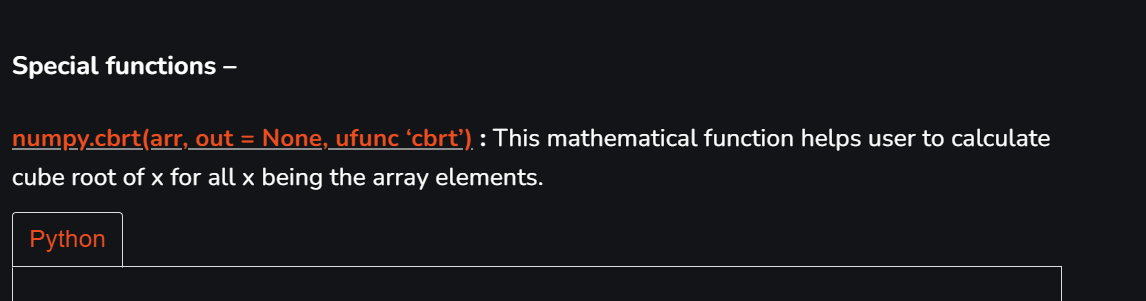 Special functions –
numpy.cbrt(arr, out = None, ufunc ‘cbrt’) : This mathematical function helps user to calculate
cube root of x for all x being the array elements.
Python